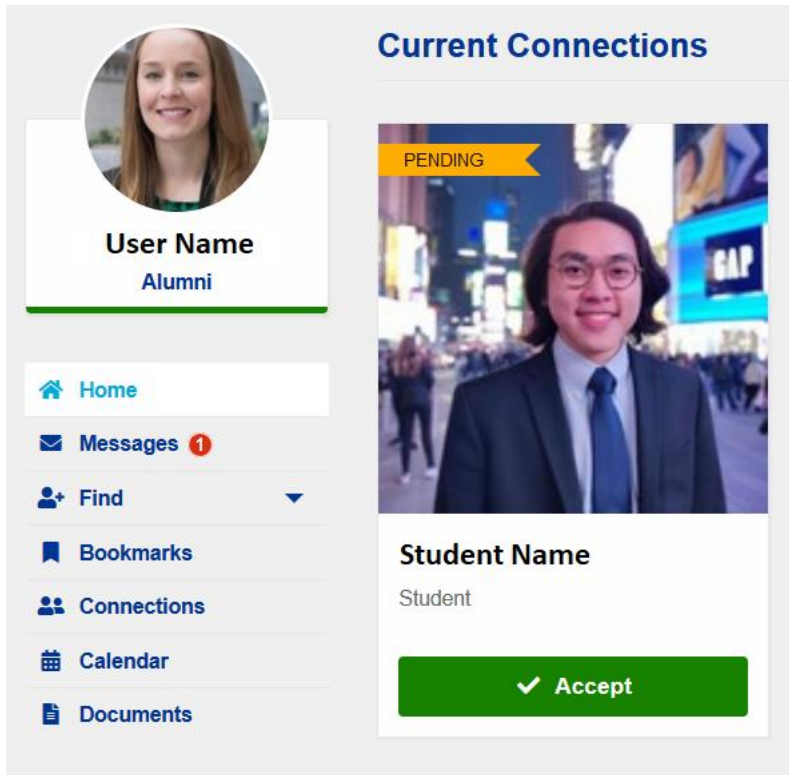 Current Connections
User Name
Alumni
Home
Messages 1
Find
Bookmarks
Connections
Calendar
Documents
PENDING
GAP
Student Name
Student
Accept